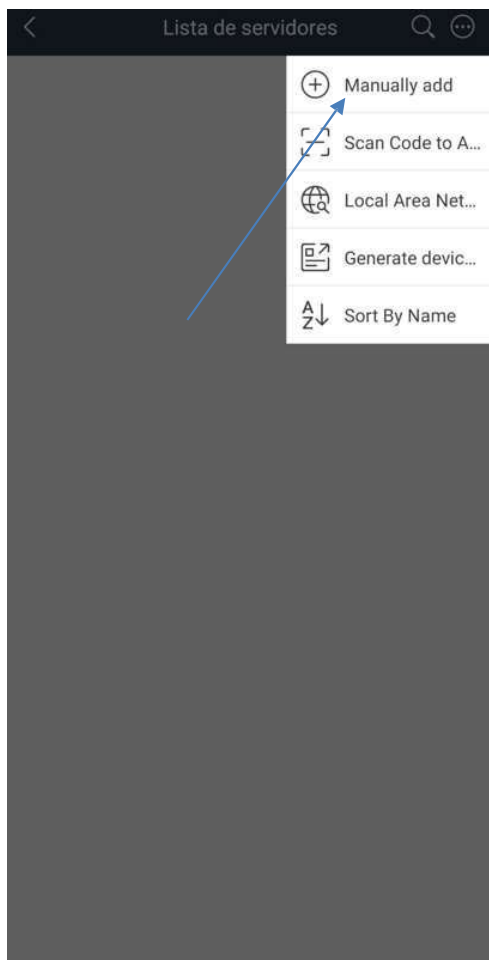 Lista de servidores
Manually add
Scan Code to A...
Local Area Net...
Generate devic...
Sort By Name